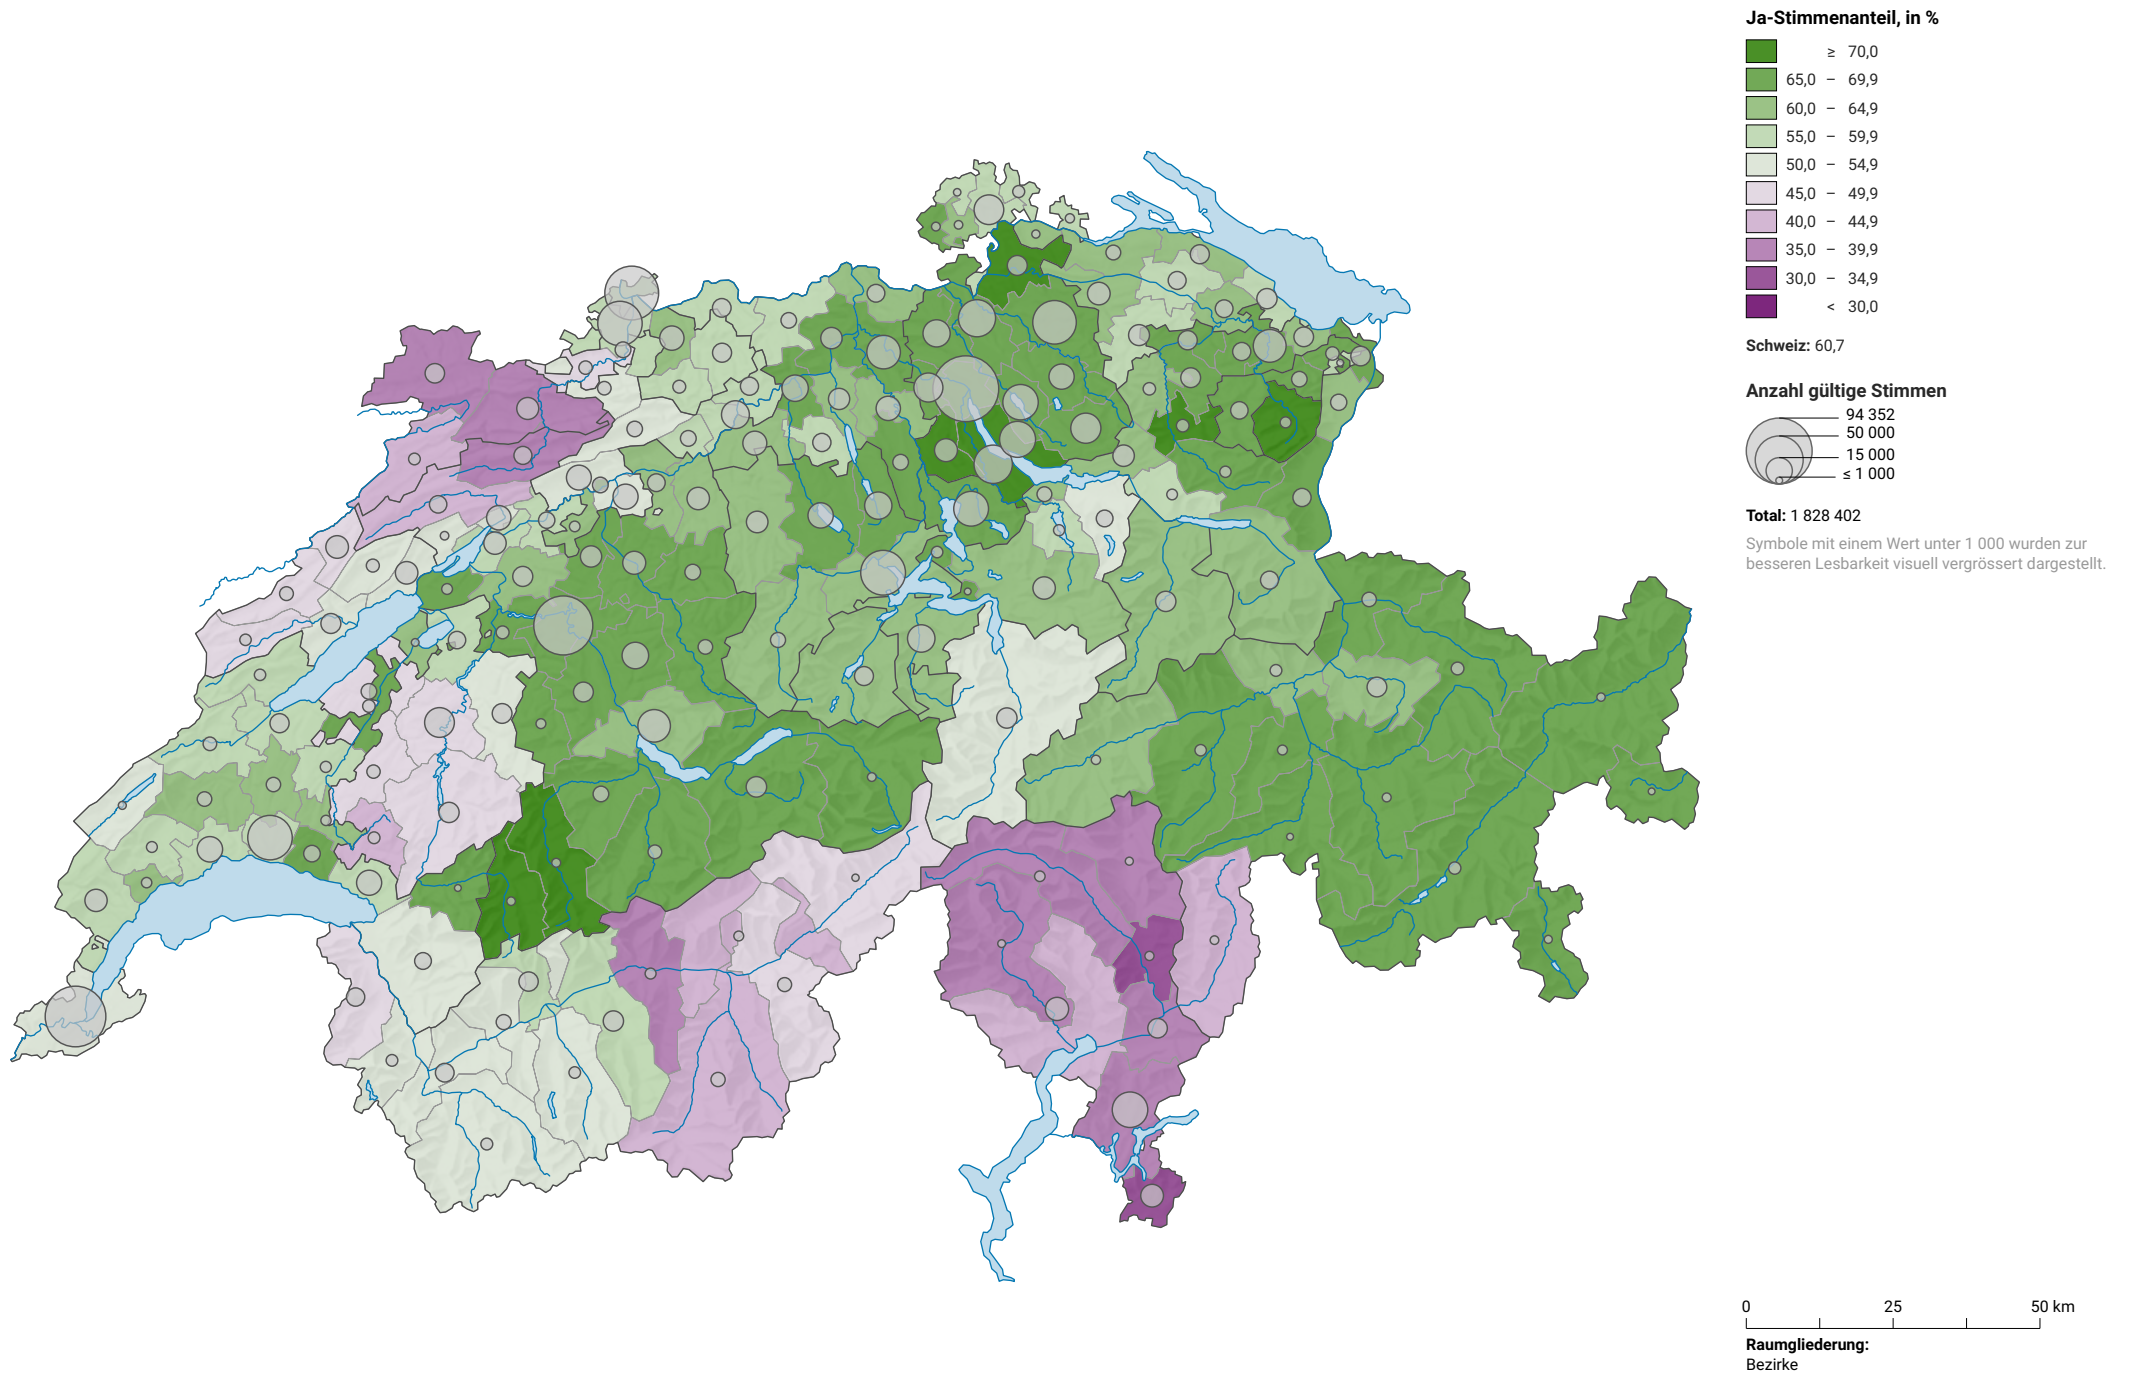 Ja-Stimmenanteil, in %
≥ 70,0
65,0 – 69,9
60,0 – 64,9
55,0 – 59,9
50,0 – 54,9
45,0 – 49,9
40,0 – 44,9
35,0 – 39,9
30,0 – 34,9
< 30,0
Schweiz: 60,7
Anzahl gültige Stimmen
94 352
50 000
15 000
≤ 1 000
Total: 1 828 402
Symbole mit einem Wert unter 1 000 wurden zur
besseren Lesbarkeit visuell vergrössert dargestellt.
0 25 50 km
Raumgliederung:
Bezirke